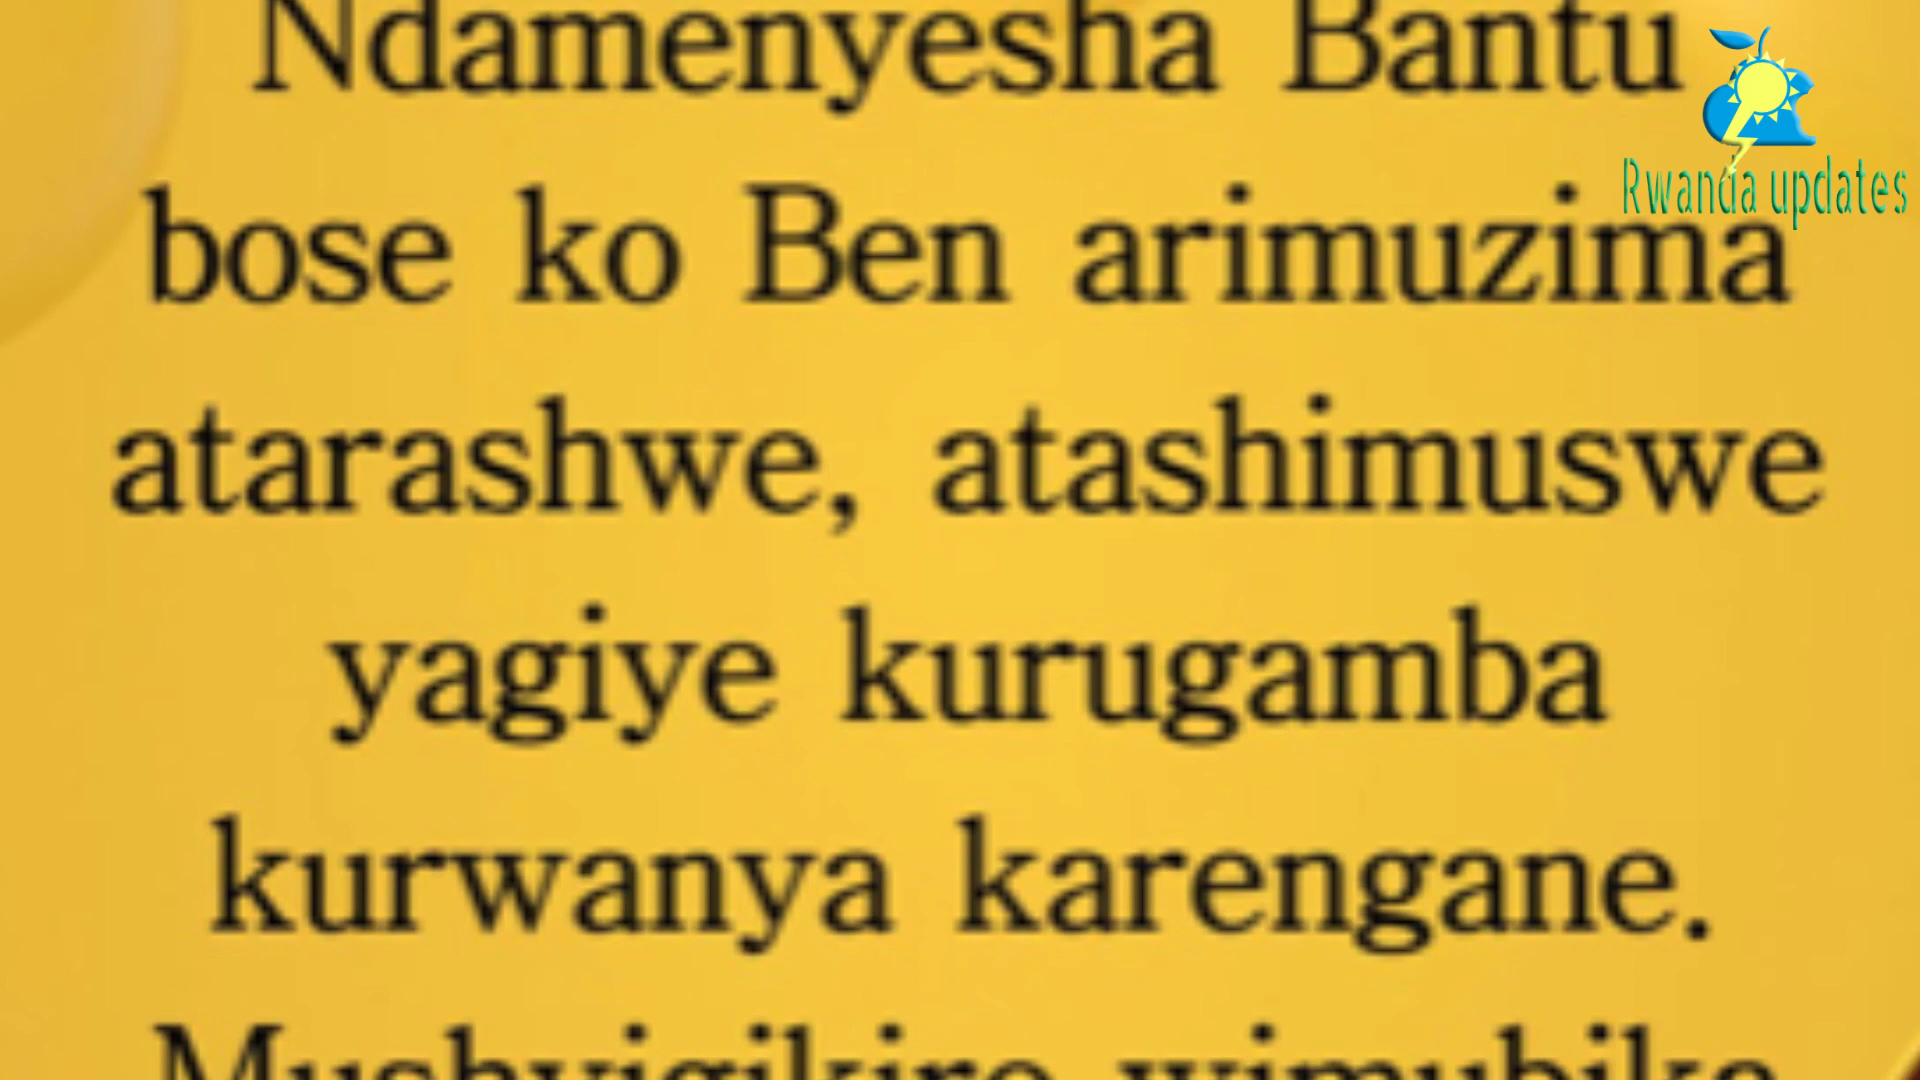 Ndamenyesha Bantu
Rwanda updates
bose ko Ben arimuzima
atarashwe, atashimuswe
yagiye kurugamba
kurwanya karengane.